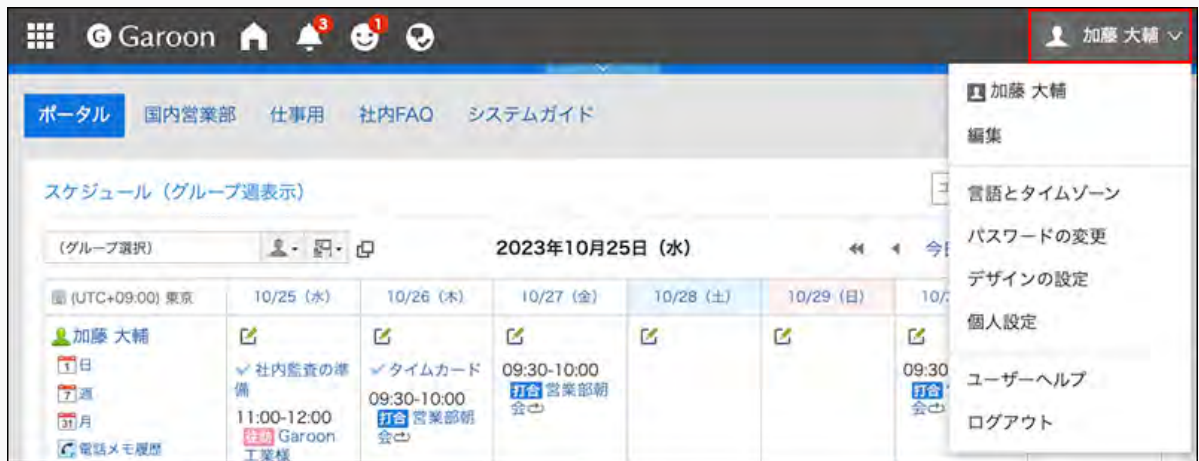 G Garoon 3 1 加藤 大輔
加藤 大輔
編集
言語とタイムゾーン
パスワードの変更
デザインの設定
個人設定
ユーザーヘルプ
ログアウト
ポータル 国内営業部 仕事用 社内FAQ システムガイド
スケジュール（グループ週表示）
（グループ選択） 2023年10月25日（水）
(UTC+09:00) 東京 10/25（水） 10/26（木） 10/27（金） 10/28（土） 10/29（日）
加藤 大輔
1 日
7 週
31 月
電話メモ履歴
社内監査の準
備
11:00-12:00
往訪 Garoon
工業様
タイムカード
09:30-10:00
打合 営業部朝
会
09:30-10:00
打合 営業部朝
会
09:30
打合
会